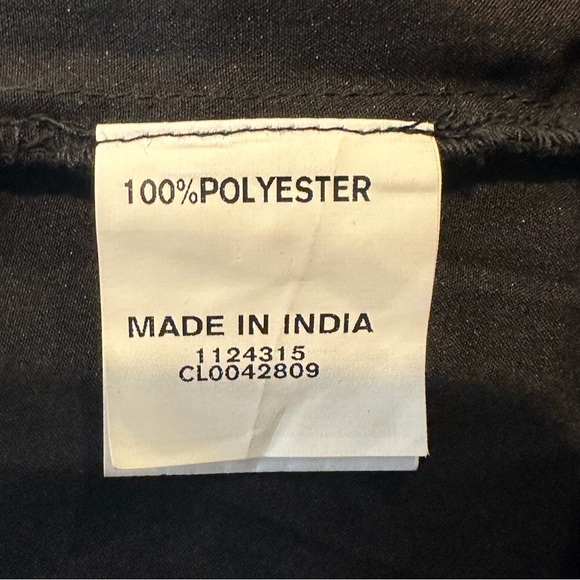 100%POLYESTER
MADE IN INDIA
1124315
CL0042809